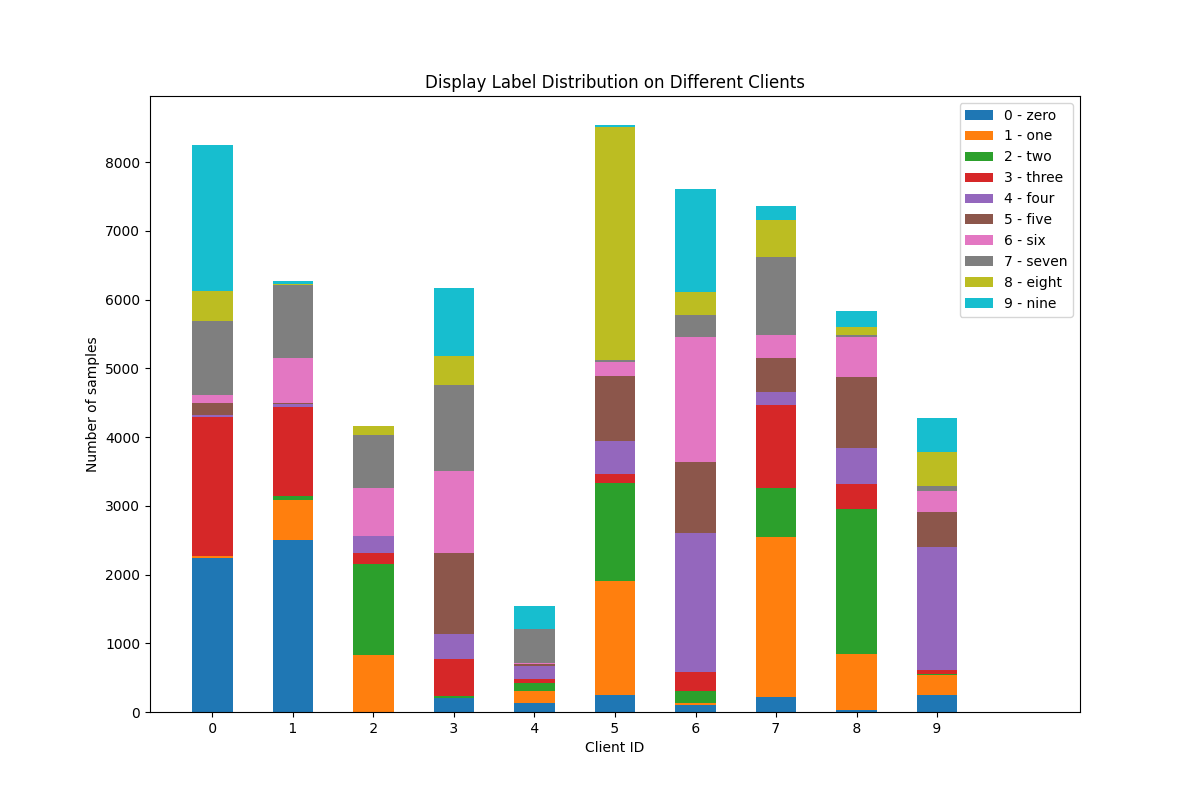 Display Label Distribution on Different Clients
Number of samples
8000
7000
6000
5000
4000
3000
2000
1000
0
0 - zero
1 - one
2 - two
3 - three
4 - four
5 - five
6 - six
7 - seven
8 - eight
9 - nine
0 1 2 3 4 5 6 7 8 9
Client ID